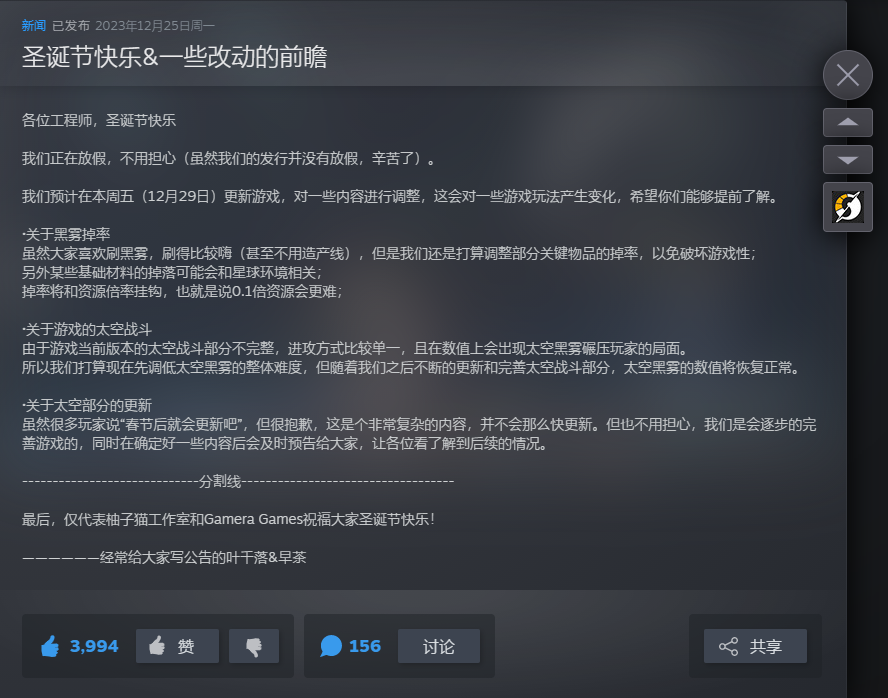 新闻 已发布 2023年12月25日周一
圣诞节快乐&一些改动的前瞻
各位工程师，圣诞节快乐
我们正在放假，不用担心（虽然我们的发行并没有放假，辛苦了）。
我们预计在本周五（12月29日）更新游戏，对一些内容进行调整，这会对一些游戏玩法产生变化，希望你们能够提前了解。
·关于黑雾掉率
虽然大家喜欢刷黑雾，刷得比较嗨（甚至不用造产线），但是我们还是打算调整部分关键物品的掉率，以免破坏游戏性；
另外某些基础材料的掉落可能会和星球环境相关；
掉率将和资源倍率挂钩，也就是说0.1倍资源会更难；
·关于游戏的太空战斗
由于游戏当前版本的太空战斗部分不完整，进攻方式比较单一，且在数值上会出现太空黑雾碾压玩家的局面。
所以我们打算现在先调低太空黑雾的整体难度，但随着我们之后不断的更新和完善太空战斗部分，太空黑雾的数值将恢复正常。
·关于太空部分的更新
虽然很多玩家说“春节后就会更新吧”，但很抱歉，这是个非常复杂的内容，并不会那么快更新。但也不用担心，我们是会逐步的完
善游戏的，同时在确定好一些内容后会及时预告给大家，让各位看了解到后续的情况。
-----------------------------分割线-----------------------------------
最后，仅代表柚子猫工作室和Gamera Games祝福大家圣诞节快乐！
——————经常给大家写公告的叶千落&早茶
3,994 赞 156 讨论 共享